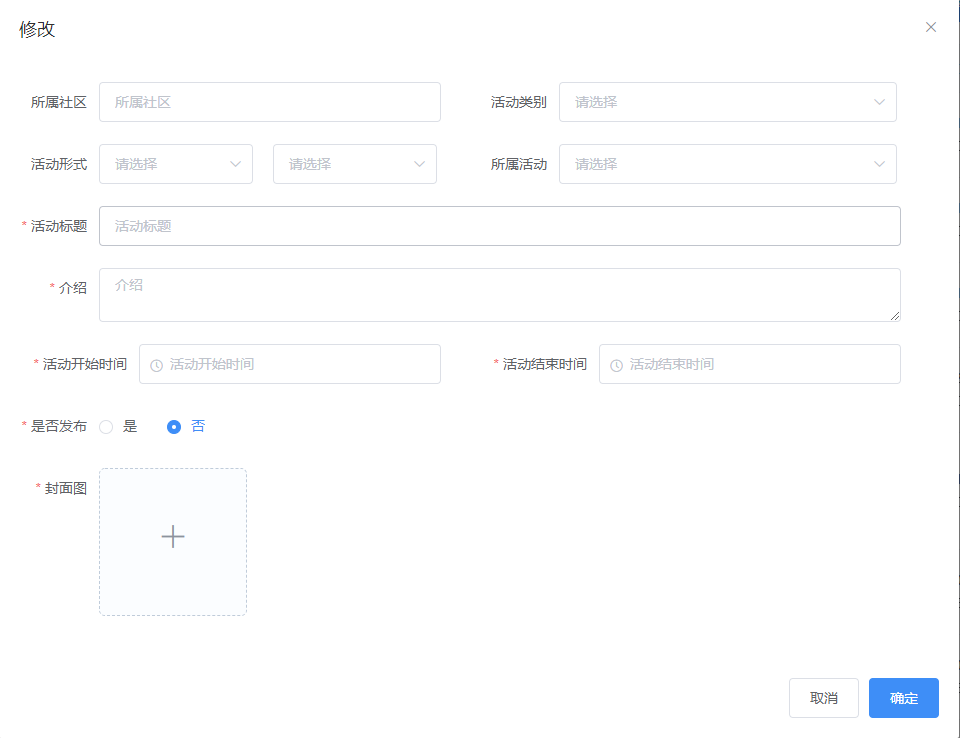 修改
所属社区 所属社区 活动类别 请选择
活动形式 请选择 请选择 所属活动 请选择
* 活动标题 活动标题
* 介绍 介绍
* 活动开始时间 活动开始时间 * 活动结束时间 活动结束时间
* 是否发布 是 否
* 封面图
取消 确定